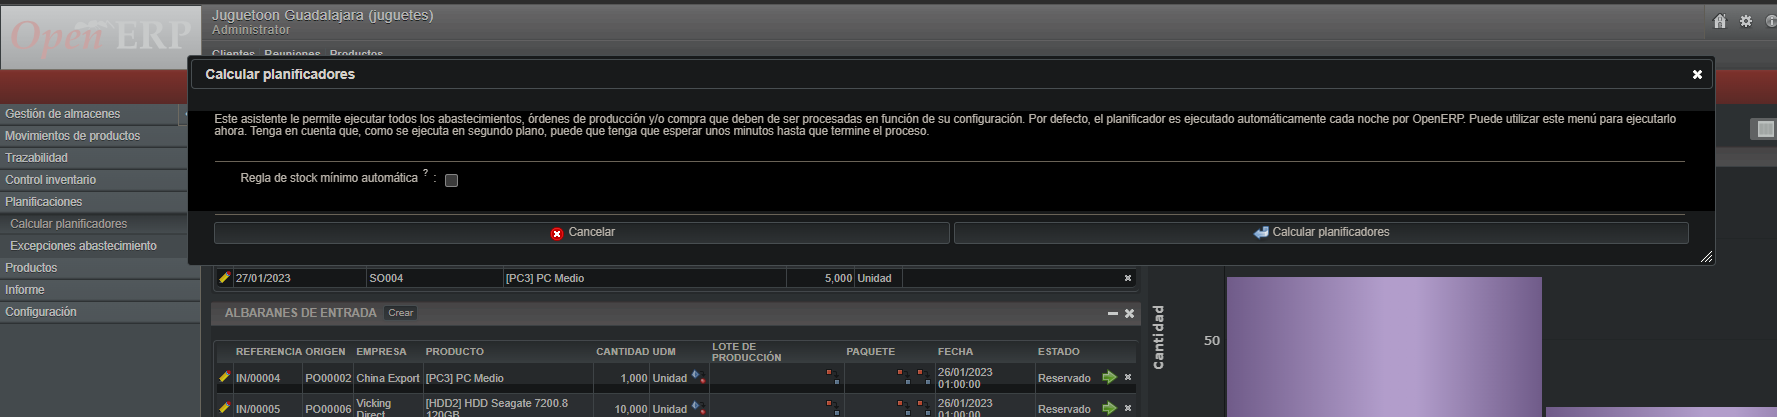 Open ERP
Juguetoon Guadalajara (juguetes)
Administrator
Clientes Reuniones Productos
Calcular planificadores
Gestión de almacenes
Movimientos de productos
Trazabilidad
Control inventario
Planificaciones
Calcular planificadores
Excepciones abastecimiento
Productos
Informe
Configuración
Este asistente le permite ejecutar todos los abastecimientos, órdenes de producción y/o compra que deben de ser procesadas en función de su configuración. Por defecto, el planificador es ejecutado automáticamente cada noche por OpenERP. Puede utilizar este menú para ejecutarlo
ahora. Tenga en cuenta que, como se ejecuta en segundo plano, puede que tenga que esperar unos minutos hasta que termine el proceso.
Regla de stock mínimo automática ? :
Cancelar
Calcular planificadores
27/01/2023 SO004 [PC3] PC Medio 5,000 Unidad
ALBARANES DE ENTRADA Crear
REFERENCIA ORIGEN EMPRESA PRODUCTO CANTIDAD UDM LOTE DE PRODUCCIÓN PAQUETE FECHA ESTADO
IN/00004 PO00002 China Export [PC3] PC Medio 1,000 Unidad 26/01/2023 01:00:00 Reservado
IN/00005 PO00006 Vicking Direct [HDD2] HDD Seagate 7200.8 120GB 10,000 Unidad 26/01/2023 01:00:00 Reservado
Cantidad
50